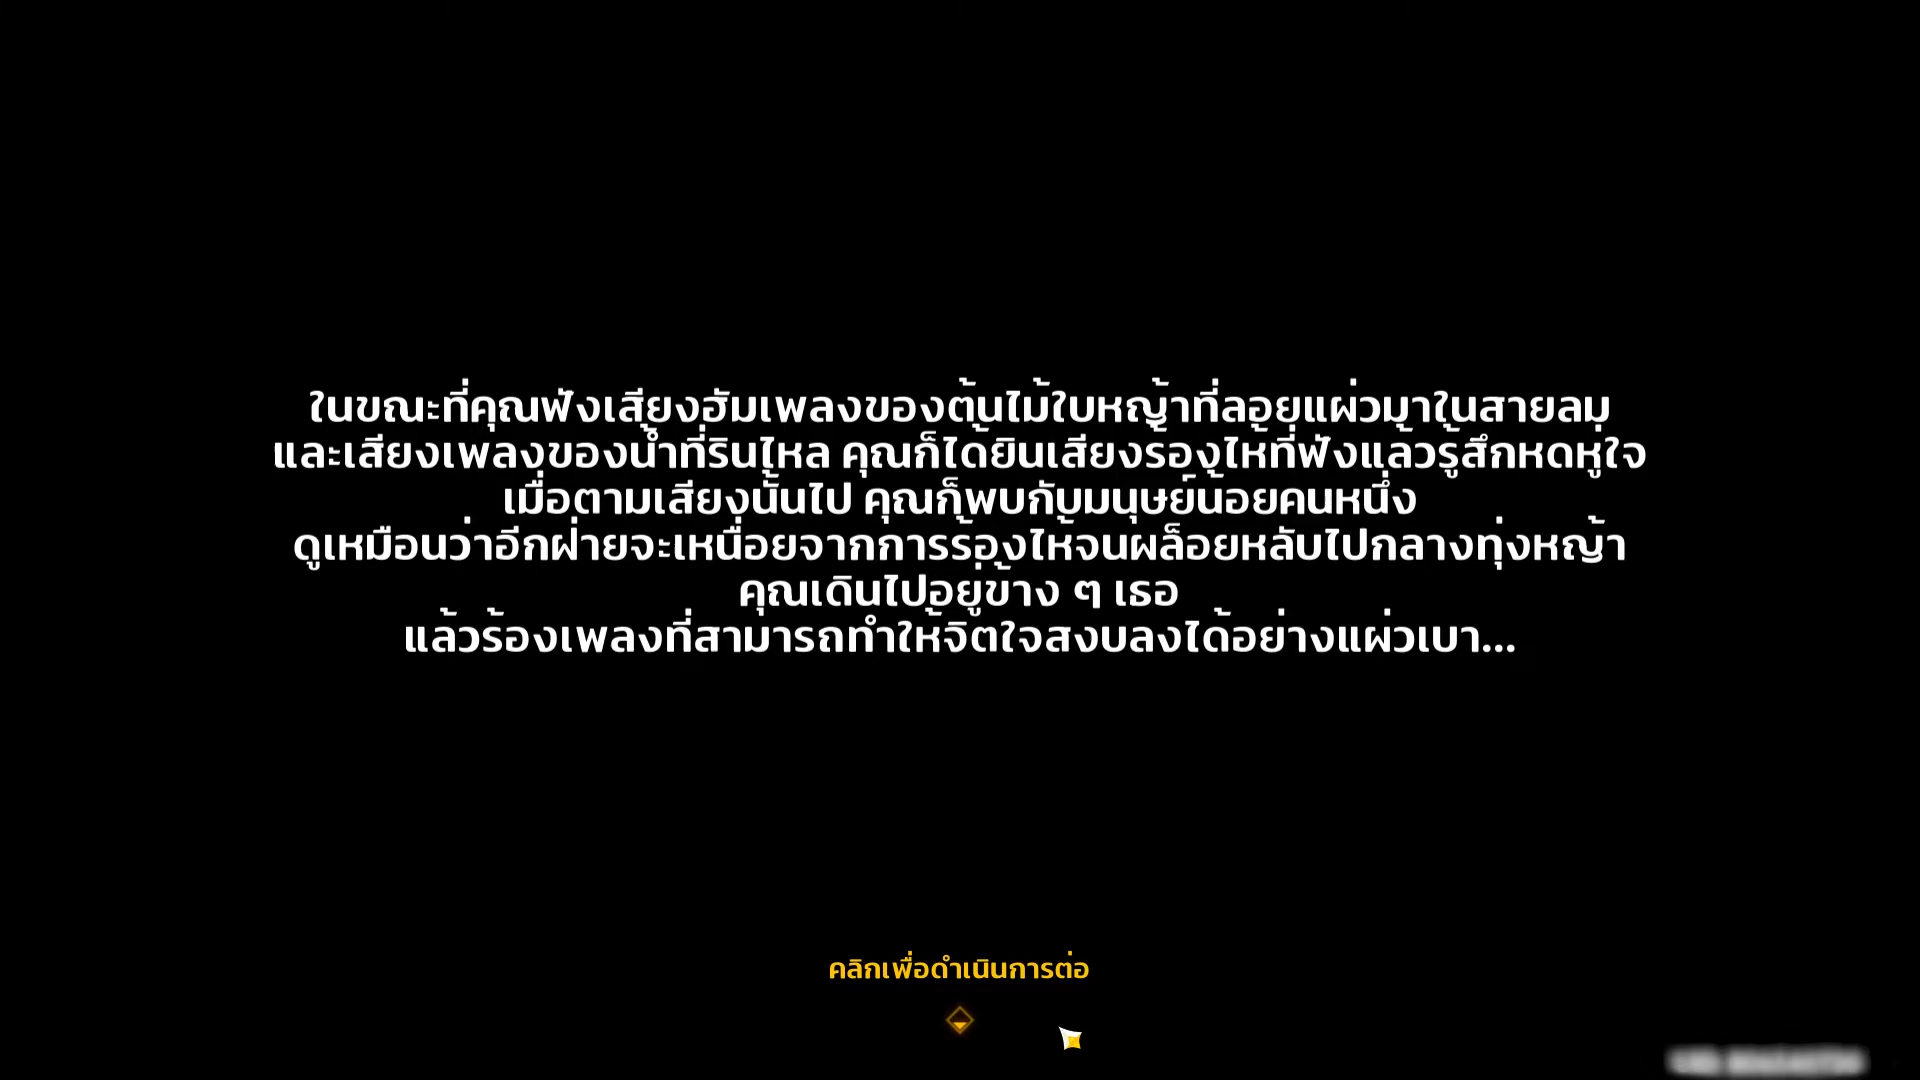 ในขณะที่คุณฟังเสียงฮัมเพลงของต้นไม้ใบหญ้าที่ลอยแผ่วมาในสายลม
และเสียงเพลงของน้ำที่รินไหล คุณก็ได้ยินเสียงร้องไห้ที่ฟังแล้วรู้สึกหดหู่ใจ
เมื่อตามเสียงนั้นไป คุณก็พบกับมนุษย์น้อยคนหนึ่ง
ดูเหมือนว่าอีกฝ่ายจะเหนื่อยจากการร้องไห้จนผล็อยหลับไปกลางทุ่งหญ้า
คุณเดินไปอยู่ข้าง ๆ เธอ
แล้วร้องเพลงที่สามารถทำให้จิตใจสงบลงได้อย่างแผ่วเบา...
คลิกเพื่อดำเนินการต่อ